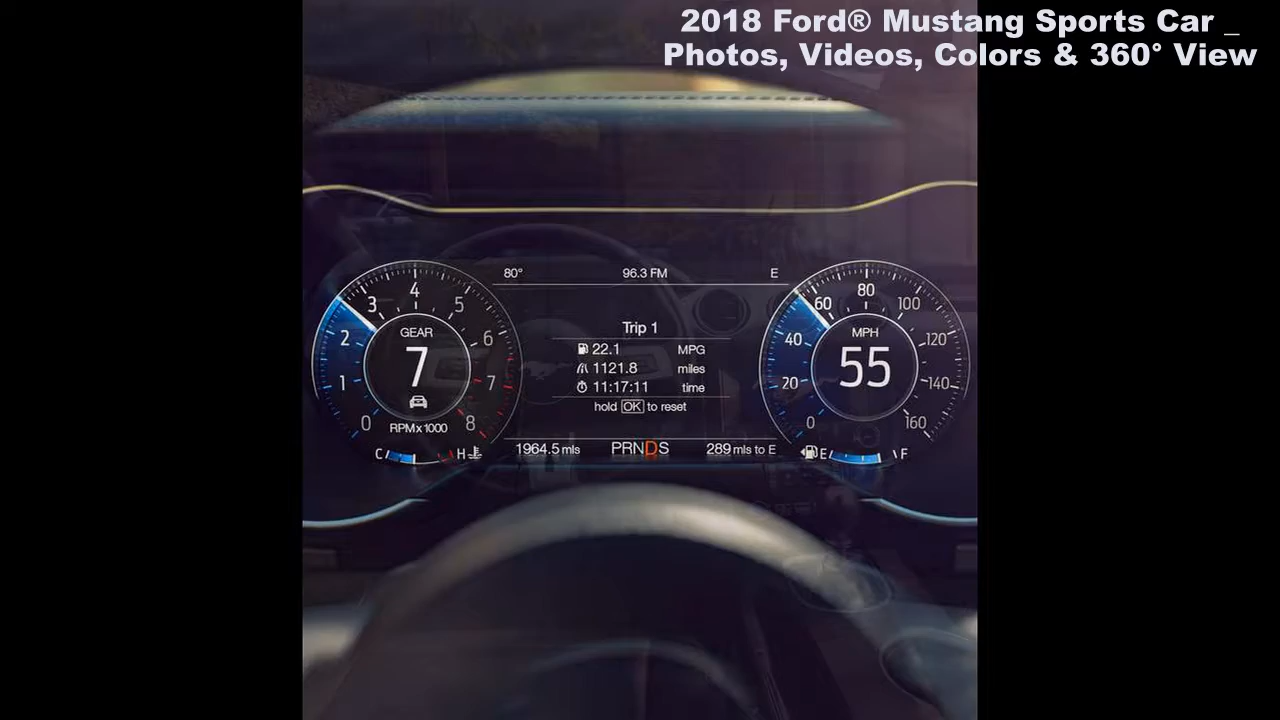 2018 Ford® Mustang Sports Car _
Photos, Videos, Colors & 360° View
80° 96.3 FM E
Trip 1
22.1 MPG
1121.8 miles
11:17:11 time
hold OK to reset
1964.5 mls PRNDS 289 mls to E
GEAR
7
RPMx1000
0 1 2 3 4 5 6 7 8
C H
MPH
55
0 20 40 60 80 100 120 140 160
E F